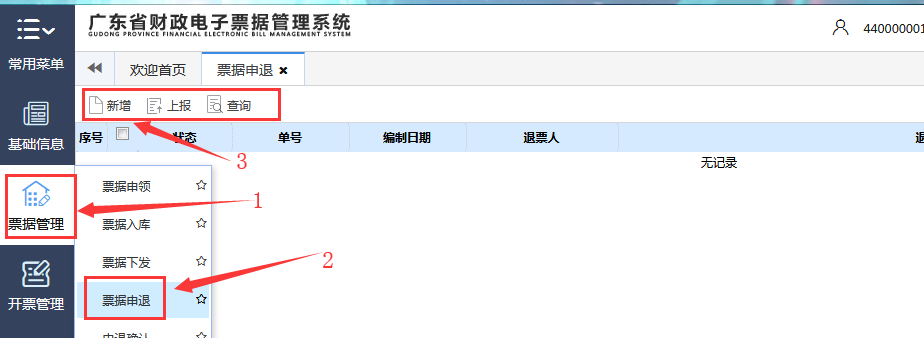 广东省财政电子票据管理系统
GUDONG PROVINCE FINANCIAL ELECTRONIC BILL MANAGEMENT SYSTEM
440000001
常用菜单
欢迎首页 票据申退
新增 上报 查询
基础信息
序号 状态 单号 编制日期 退票人
3
无记录
票据管理
1
票据申领
票据入库
票据下发
2
票据申退
开票管理